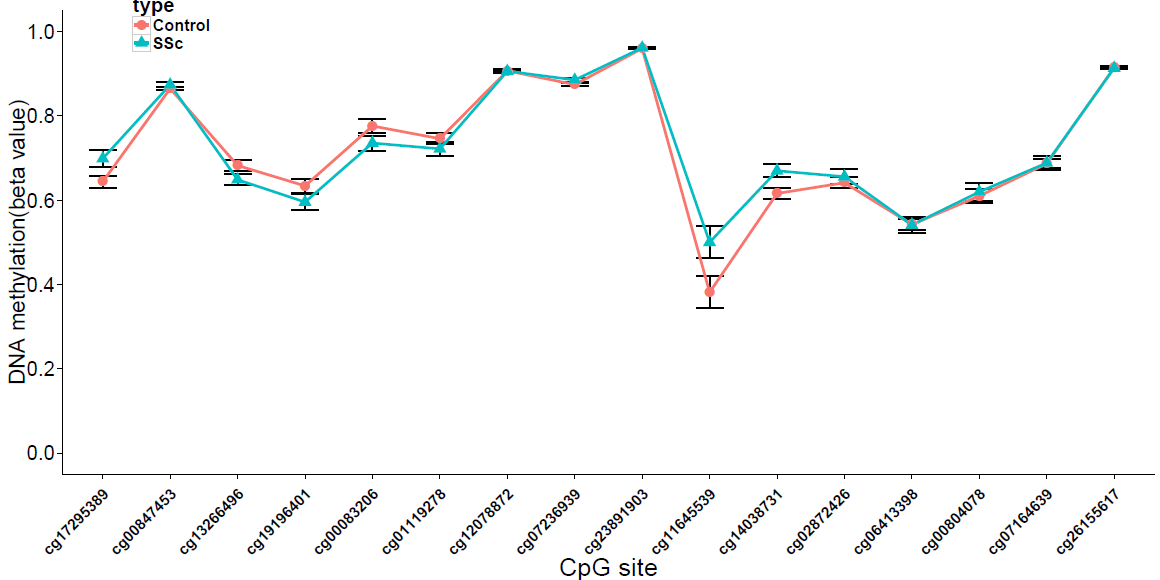 type
Control
SSc
DNA methylation(beta value)
1.0
0.8
0.6
0.4
0.2
0.0
cg17295389
cg00847453
cg13266496
cg19196401
cg00083206
cg01119278
cg12078872
cg07236939
cg23891903
cg11645539
cg14038731
cg02872426
cg06413398
cg00804078
cg07164639
cg26155617
CpG site